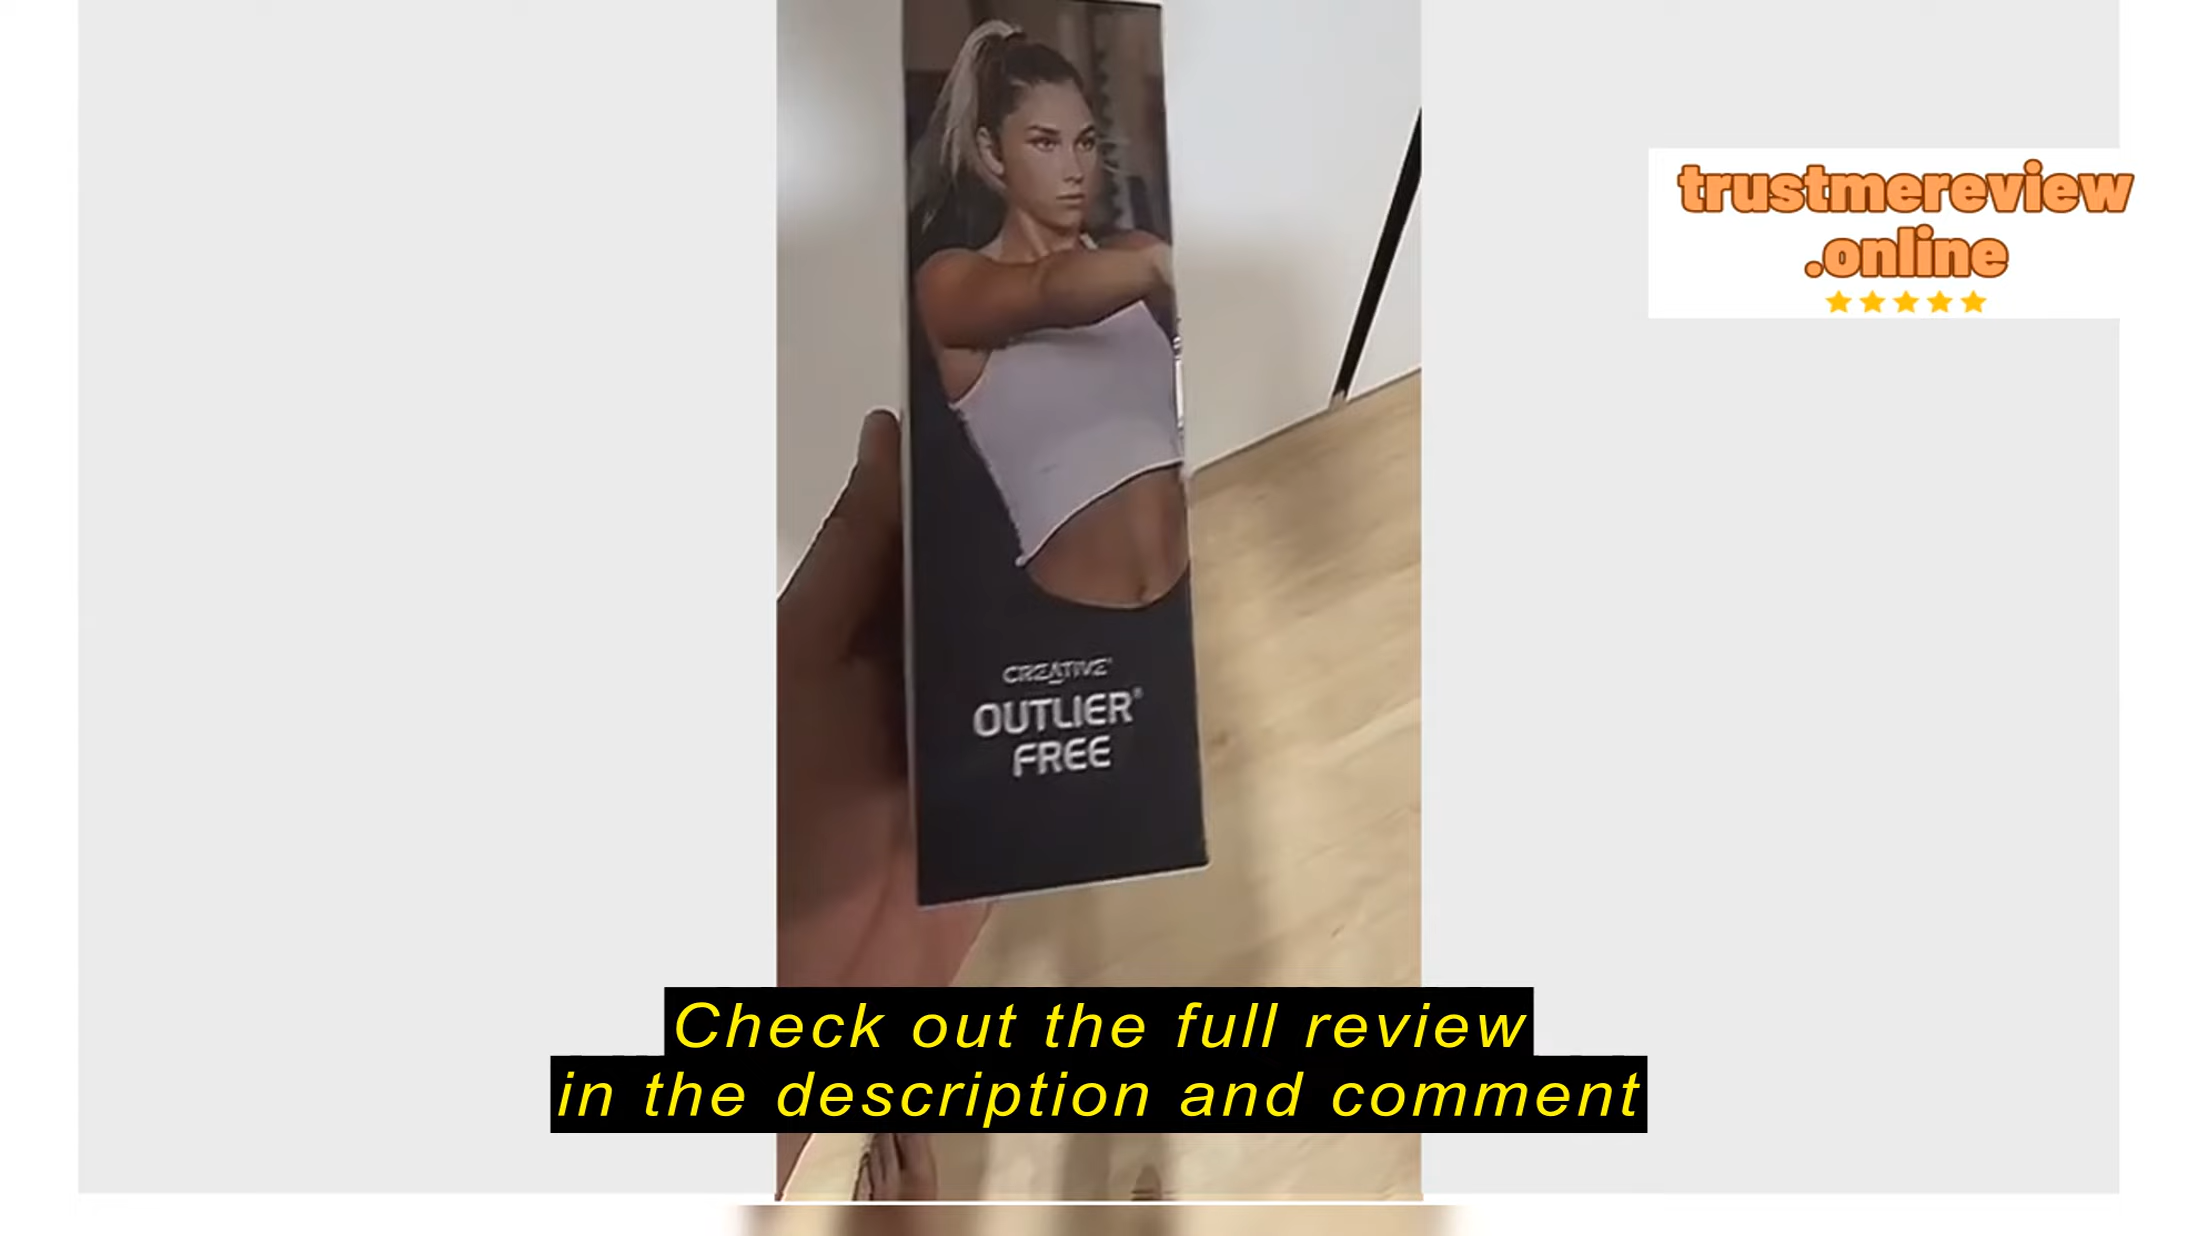 trustmereview
.online
CREATIVE®
OUTLIER®
FREE
Check out the full review
in the description and comment